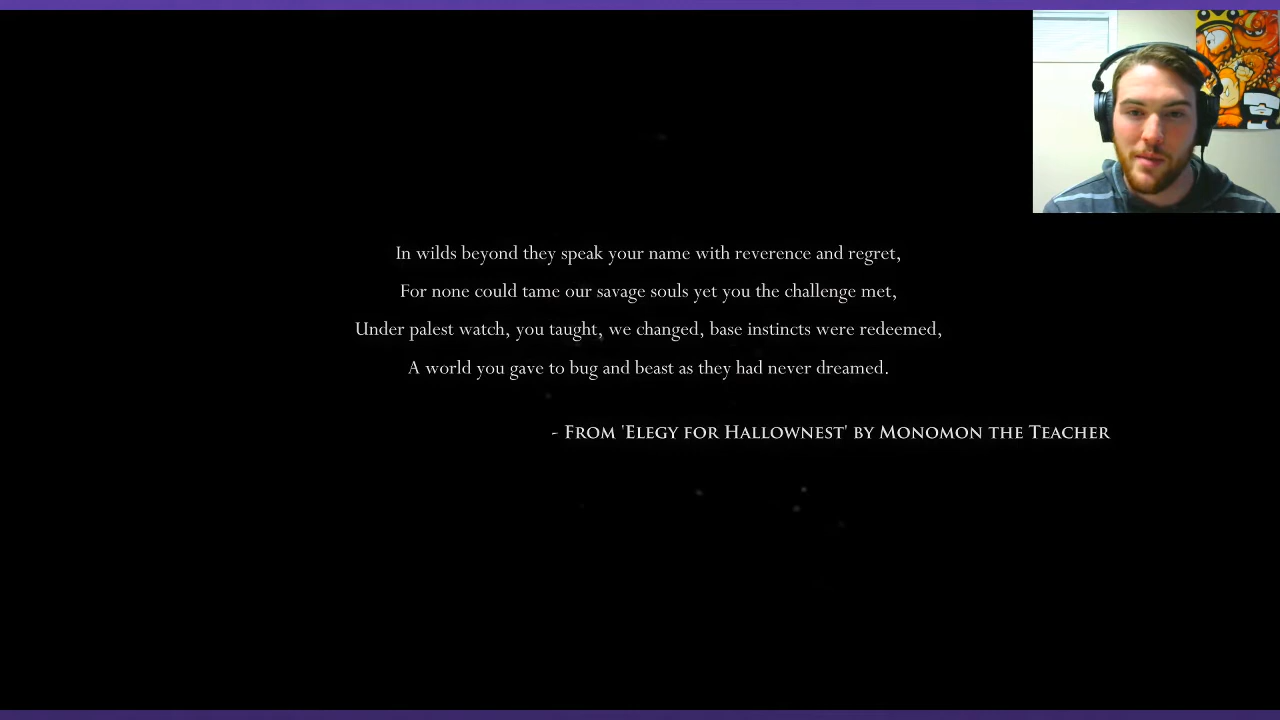 In wilds beyond they speak your name with reverence and regret,
For none could tame our savage souls yet you the challenge met,
Under palest watch, you taught, we changed, base instincts were redeemed,
A world you gave to bug and beast as they had never dreamed.
- From 'Elegy for Hallownest' by Monomon the Teacher